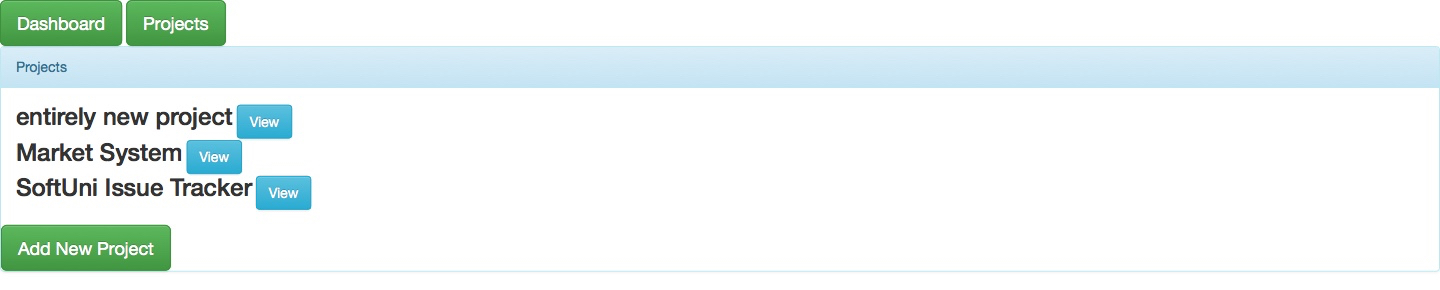 Dashboard Projects
Projects
entirely new project View
Market System View
SoftUni Issue Tracker View
Add New Project